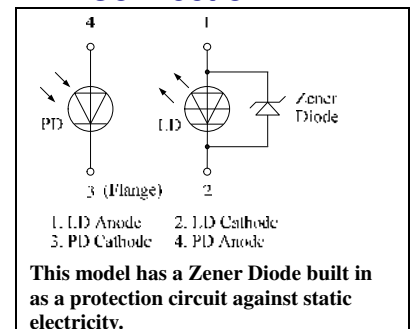 4 1
PD LD Zener
Diode
3 (Flange) 2
1. LD Anode 2. LD Cathode
3. PD Cathode 4. PD Anode
This model has a Zener Diode built in
as a protection circuit against static
electricity.